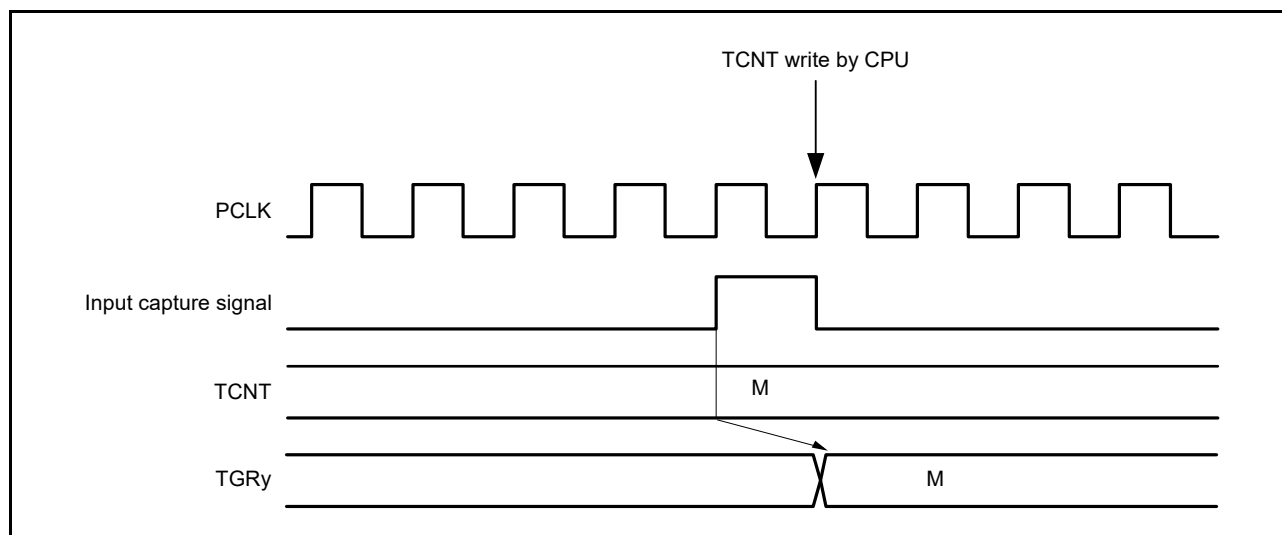 TCNT write by CPU
PCLK
Input capture signal
TCNT
M
TGRy
M